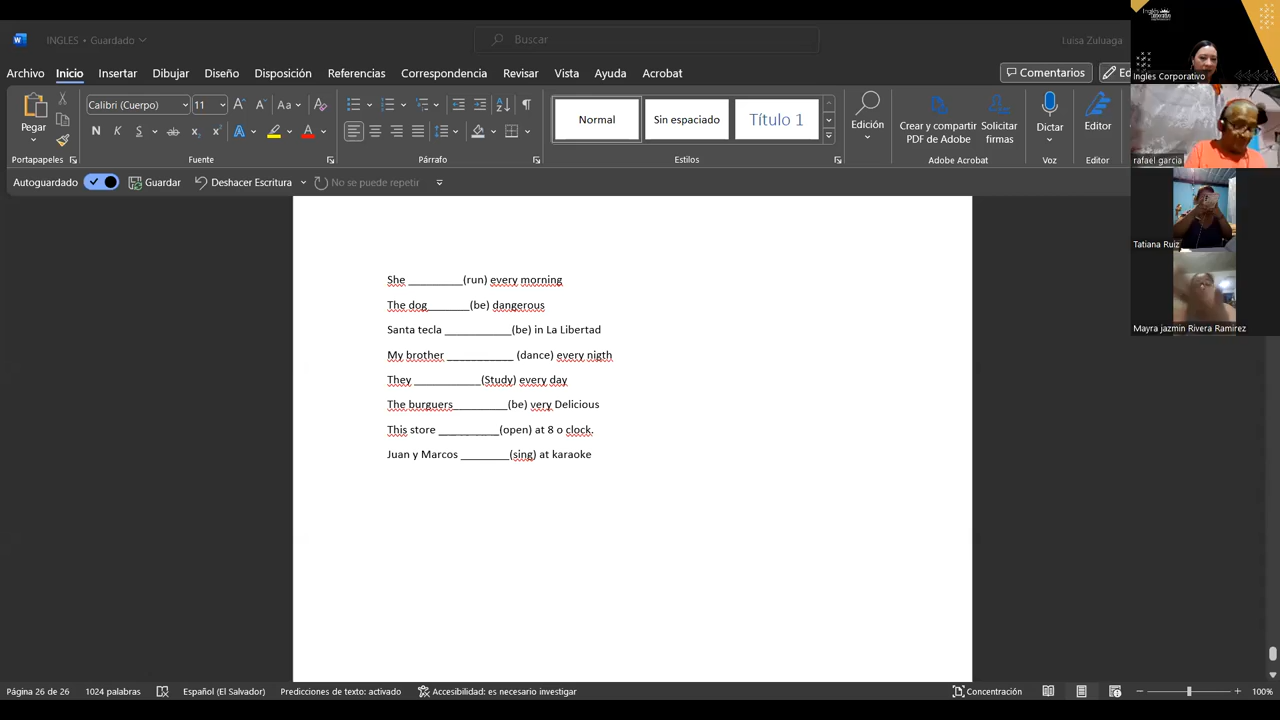 INGLES • Guardado
Buscar
Luisa Zuluaga
Archivo Inicio Insertar Dibujar Diseño Disposición Referencias Correspondencia Revisar Vista Ayuda Acrobat
Comentarios
Pegar
Calibri (Cuerpo) 11
Normal
Sin espaciado
Título 1
Edición
Crear y compartir PDF de Adobe
Solicitar firmas
Dictar
Editor
Portapapeles
Fuente
Párrafo
Estilos
Adobe Acrobat
Voz
Editor
Autoguardado
Guardar
Deshacer Escritura
No se puede repetir
She _________(run) every morning
The dog_______(be) dangerous
Santa tecla ___________(be) in La Libertad
My brother ___________ (dance) every nigth
They ___________(Study) every day
The burguers_________(be) very Delicious
This store __________(open) at 8 o clock.
Juan y Marcos ________(sing) at karaoke
Ingles Corporativo
rafael garcia
Tatiana Ruiz
Mayra jazmin Rivera Ramirez
Página 26 de 26
1024 palabras
Español (El Salvador)
Predicciones de texto: activado
Accesibilidad: es necesario investigar
Concentración
100%